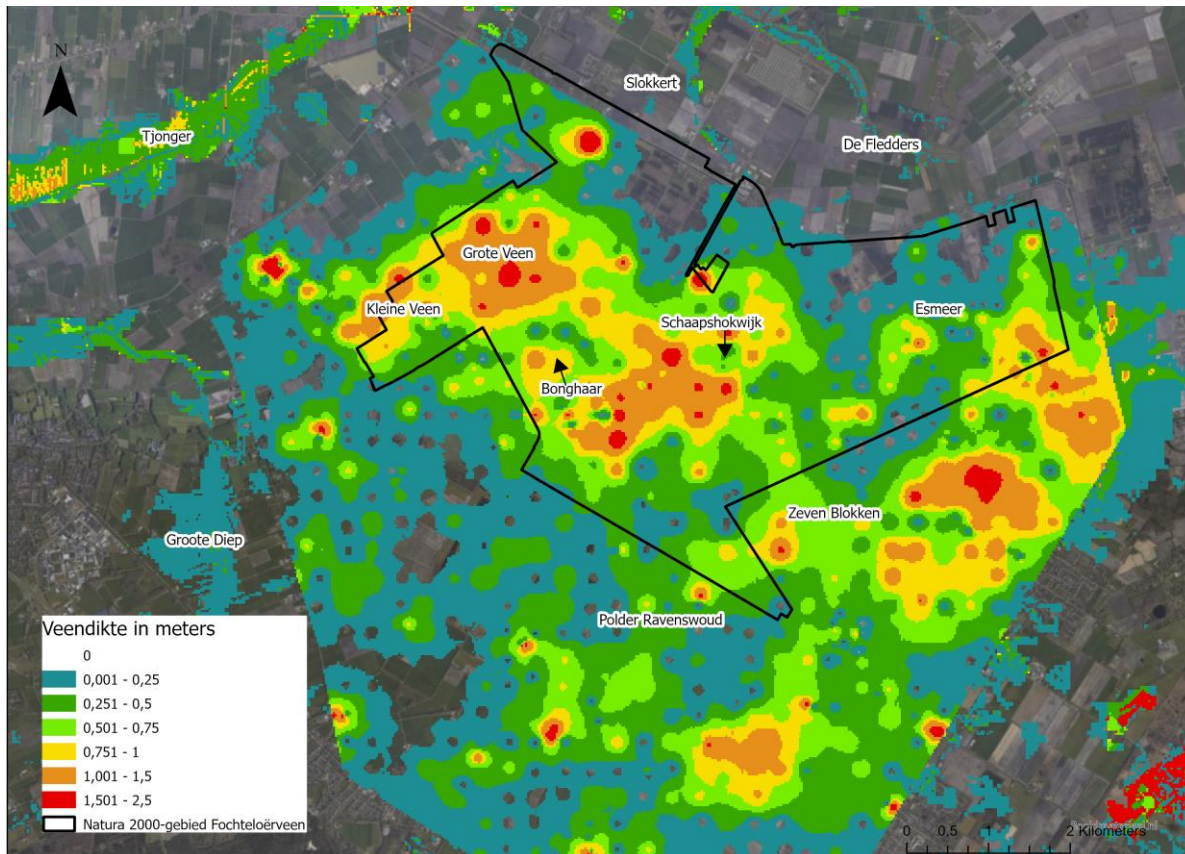 N
Slokkert
Tjonger
De Fledders
Grote Veen
Kleine Veen
Esmeer
Schaapshokwijk
Bonghaar
Zeven Blokken
Groote Diep
Polder Ravenswoud
Veendikte in meters
0
0,001 - 0,25
0,251 - 0,5
0,501 - 0,75
0,751 - 1
1,001 - 1,5
1,501 - 2,5
Natura 2000-gebied Fochteloërveen
0 0,5 1 2 Kilometers